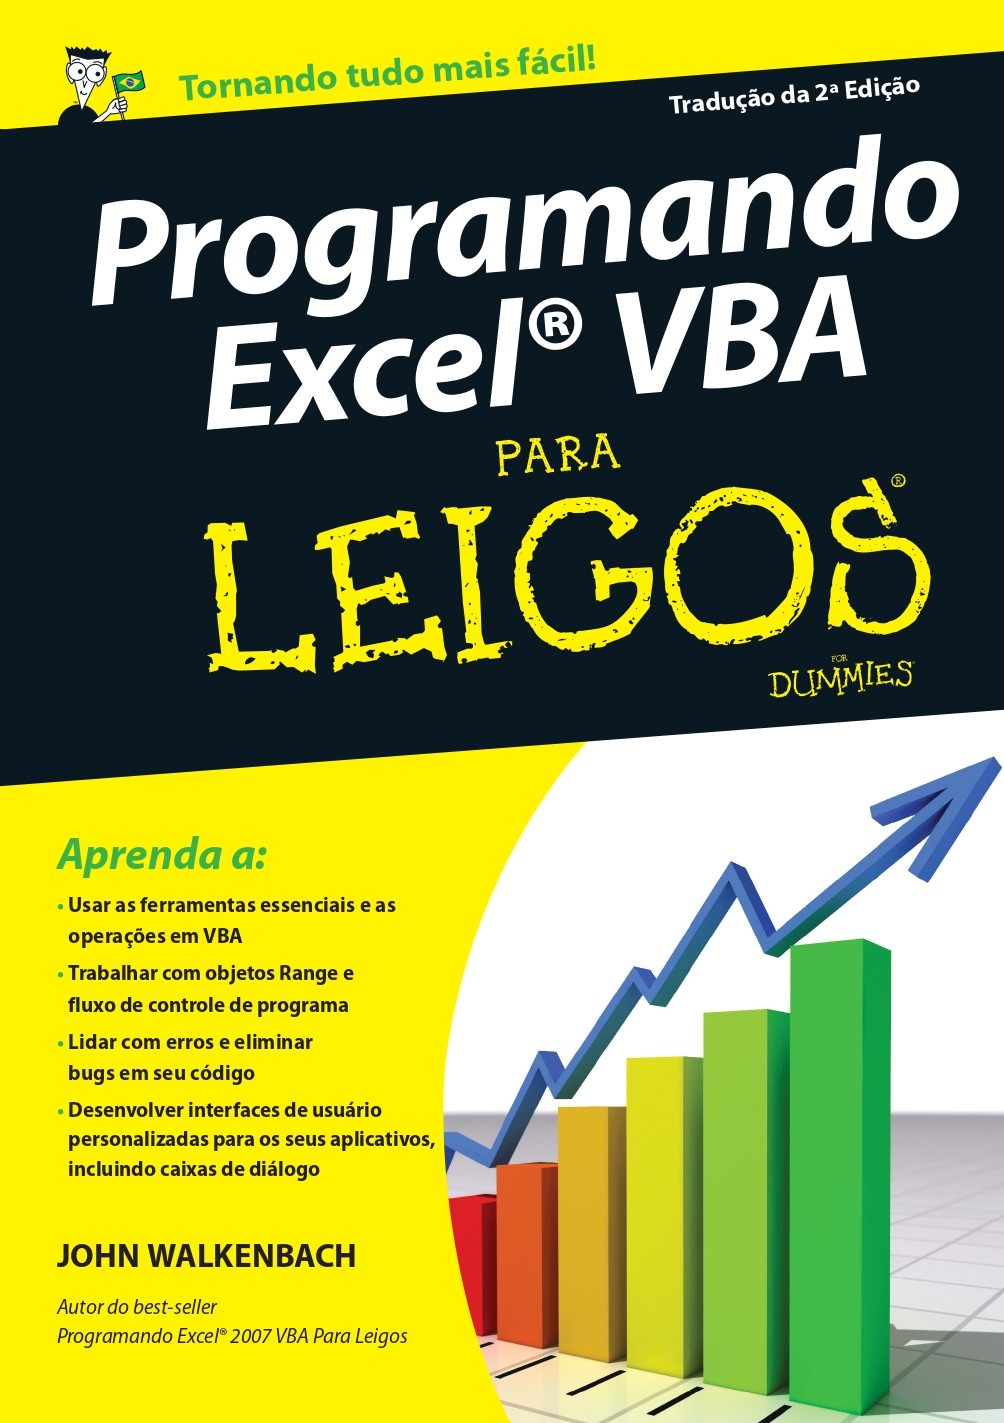 Tornando tudo mais fácil!
Tradução da 2ª Edição
Programando
Excel® VBA
PARA
LEIGOS®
FOR
DUMMIES®
Aprenda a:
• Usar as ferramentas essenciais e as
operações em VBA
• Trabalhar com objetos Range e
fluxo de controle de programa
• Lidar com erros e eliminar
bugs em seu código
• Desenvolver interfaces de usuário
personalizadas para os seus aplicativos,
incluindo caixas de diálogo
JOHN WALKENBACH
Autor do best-seller
Programando Excel® 2007 VBA Para Leigos